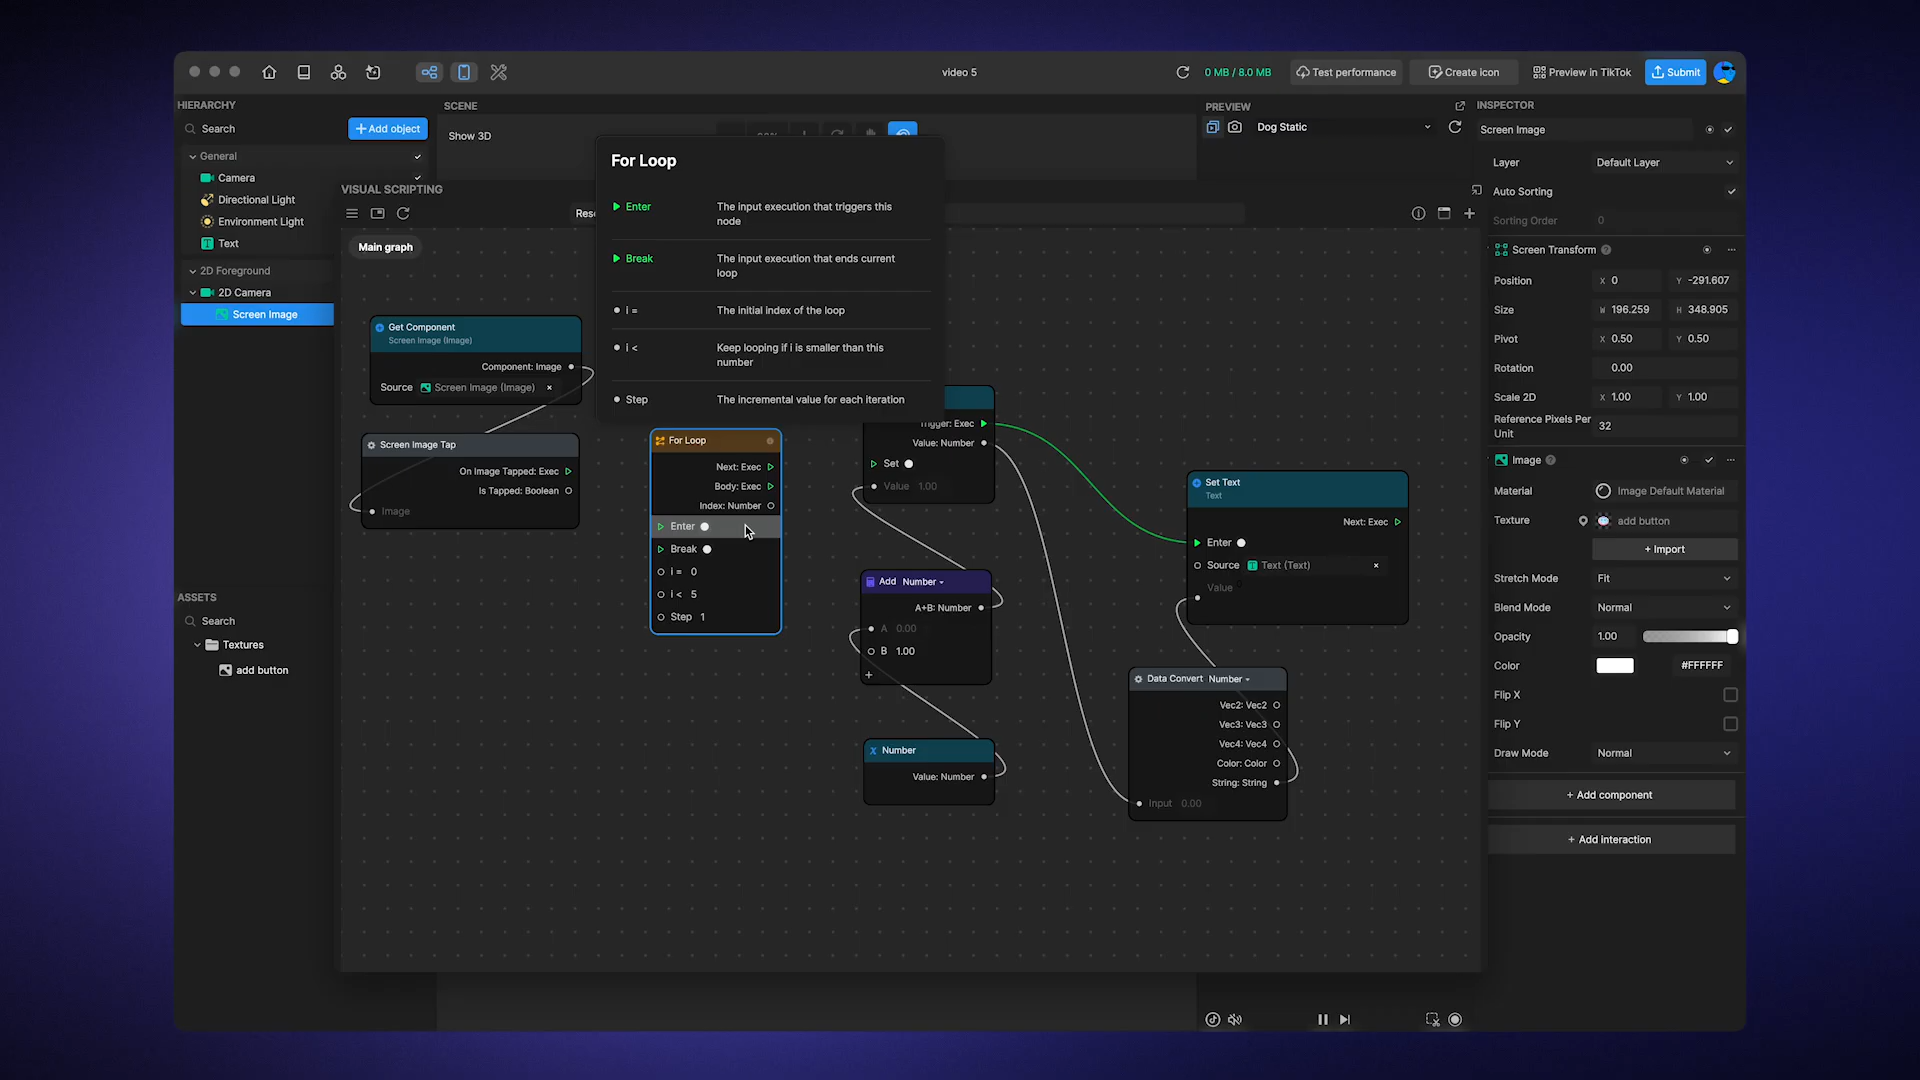 video 5
0 MB / 8.0 MB
Test performance
Create icon
Preview in TikTok
Submit
HIERARCHY
Search
Add object
General
Camera
Directional Light
Environment Light
Text
2D Foreground
2D Camera
Screen Image
ASSETS
Search
Textures
add button
SCENE
Show 3D
VISUAL SCRIPTING
Main graph
For Loop
Enter
The input execution that triggers this
node
Break
The input execution that ends current
loop
i =
The initial index of the loop
i <
Keep looping if i is smaller than this
number
Step
The incremental value for each iteration
Get Component
Screen Image (Image)
Component: Image
Source
Screen Image (Image)
Screen Image Tap
On Image Tapped: Exec
Is Tapped: Boolean
Image
For Loop
Next: Exec
Body: Exec
Index: Number
Enter
Break
i = 0
i < 5
Step 1
Trigger: Exec
Value: Number
Set
Value 1.00
Add Number
A+B: Number
A 0.00
B 1.00
+
Number
Value: Number
Set Text
Text
Next: Exec
Enter
Source
Text (Text)
Value
Data Convert Number
Vec2: Vec2
Vec3: Vec3
Vec4: Vec4
Color: Color
String: String
Input 0.00
PREVIEW
Dog Static
INSPECTOR
Screen Image
Layer
Default Layer
Auto Sorting
Sorting Order
0
Screen Transform
Position
X 0
Y -291.607
Size
W 196.259
H 348.905
Pivot
X 0.50
Y 0.50
Rotation
0.00
Scale 2D
X 1.00
Y 1.00
Reference Pixels Per
Unit
32
Image
Material
Image Default Material
Texture
add button
+ Import
Stretch Mode
Fit
Blend Mode
Normal
Opacity
1.00
Color
#FFFFFF
Flip X
Flip Y
Draw Mode
Normal
+ Add component
+ Add interaction